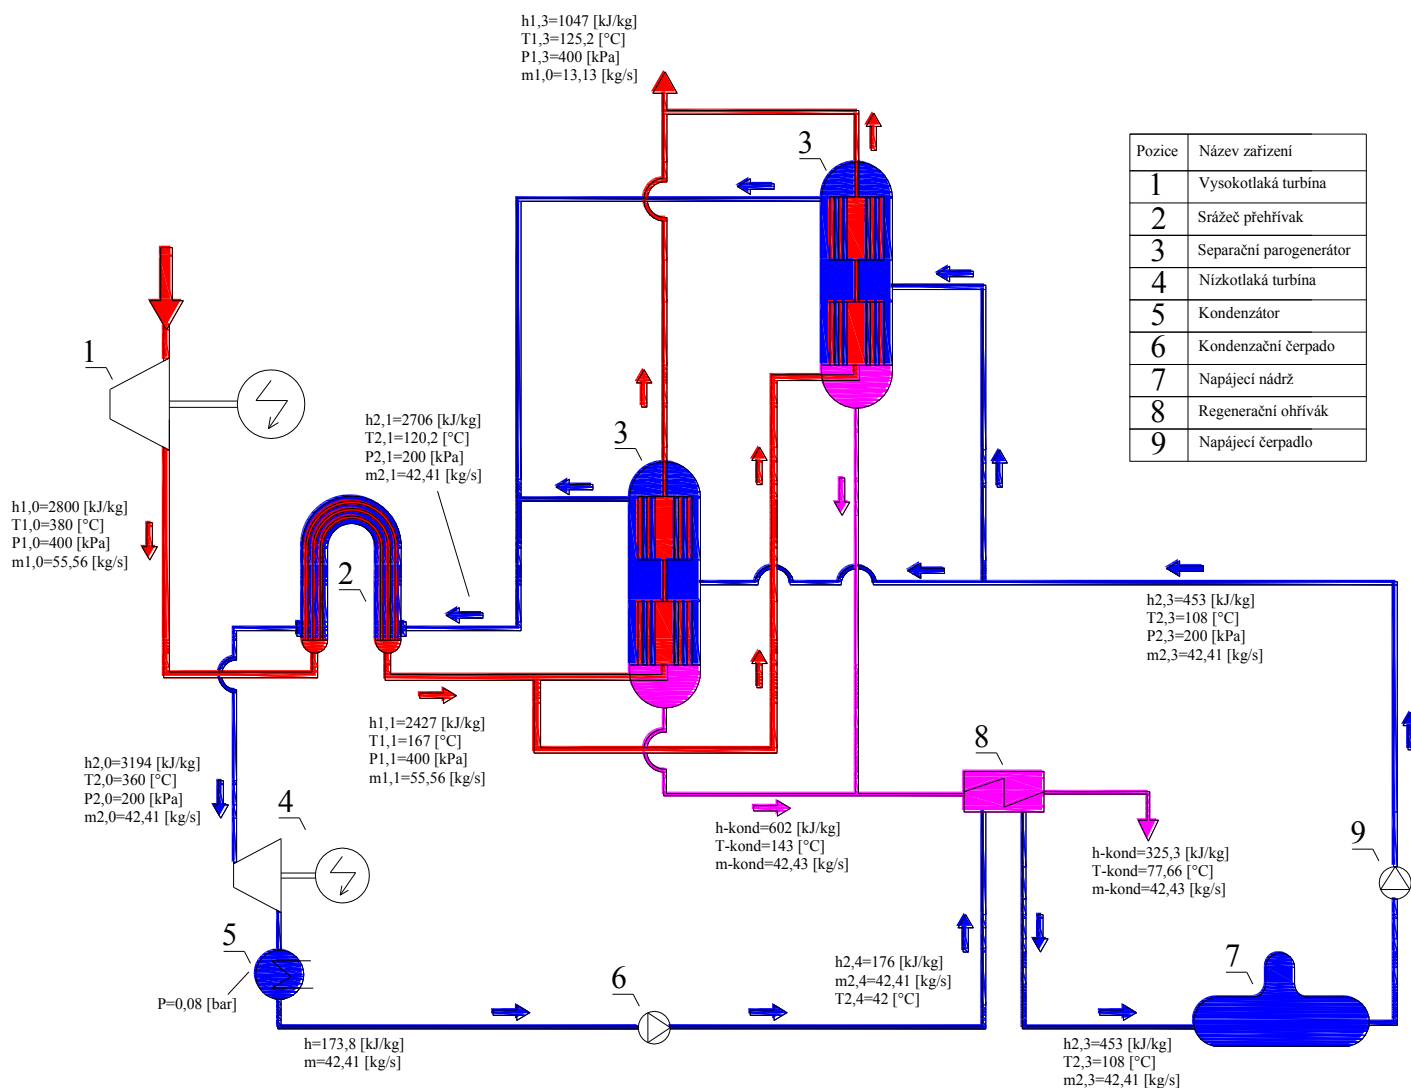 h1,3=1047 [kJ/kg]
T1,3=125,2 [°C]
P1,3=400 [kPa]
m1,0=13,13 [kg/s]
3
Pozice Název zařizení
1 Vysokotlaká turbína
2 Srážeč přehřívak
3 Separační parogenerátor
4 Nízkotlaká turbína
5 Kondenzátor
6 Kondenzační čerpado
7 Napájecí nádrž
8 Regenerační ohřívák
9 Napájecí čerpadlo
1
h2,1=2706 [kJ/kg]
T2,1=120,2 [°C]
P2,1=200 [kPa]
m2,1=42,41 [kg/s]
3
h1,0=2800 [kJ/kg]
T1,0=380 [°C]
P1,0=400 [kPa]
m1,0=55,56 [kg/s]
2
h2,3=453 [kJ/kg]
T2,3=108 [°C]
P2,3=200 [kPa]
m2,3=42,41 [kg/s]
h1,1=2427 [kJ/kg]
T1,1=167 [°C]
P1,1=400 [kPa]
m1,1=55,56 [kg/s]
8
h2,0=3194 [kJ/kg]
T2,0=360 [°C]
P2,0=200 [kPa]
m2,0=42,41 [kg/s]
4
h-kond=602 [kJ/kg]
T-kond=143 [°C]
m-kond=42,43 [kg/s]
h-kond=325,3 [kJ/kg]
T-kond=77,66 [°C]
m-kond=42,43 [kg/s]
9
5
P=0,08 [bar]
6
h2,4=176 [kJ/kg]
m2,4=42,41 [kg/s]
T2,4=42 [°C]
7
h=173,8 [kJ/kg]
m=42,41 [kg/s]
h2,3=453 [kJ/kg]
T2,3=108 [°C]
m2,3=42,41 [kg/s]